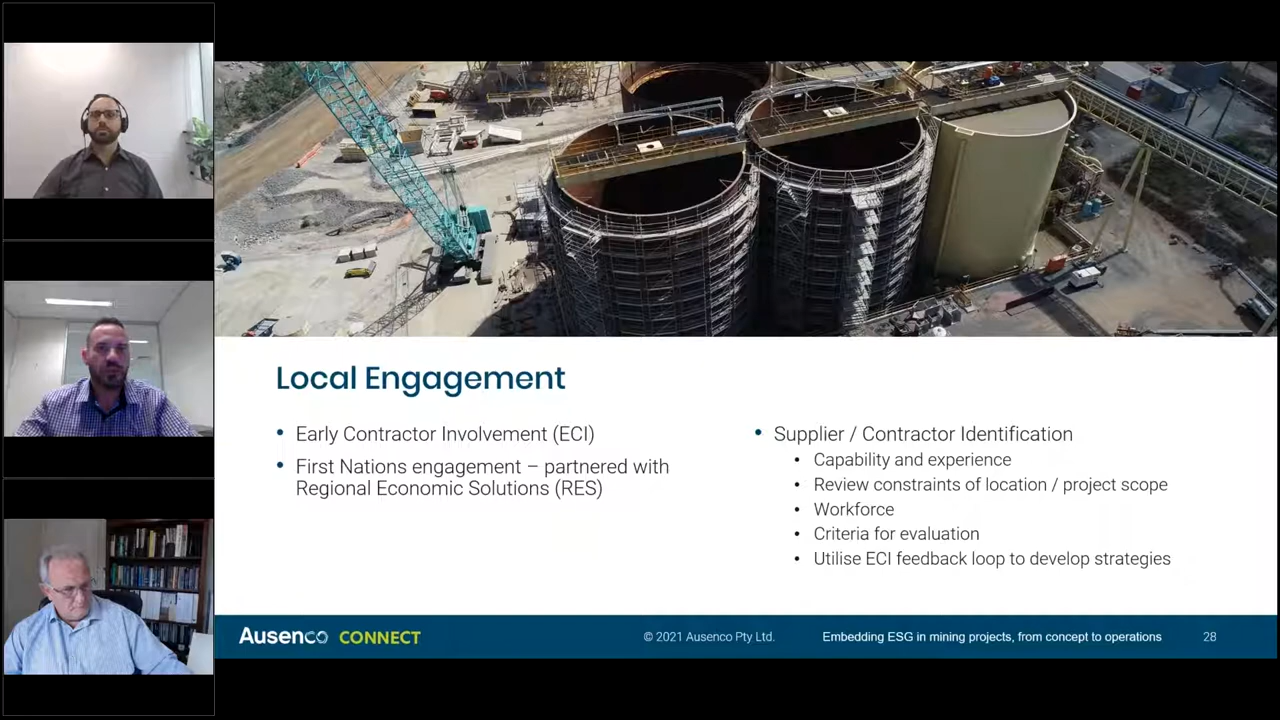 Local Engagement
• Early Contractor Involvement (ECI)
• First Nations engagement – partnered with
Regional Economic Solutions (RES)
• Supplier / Contractor Identification
• Capability and experience
• Review constraints of location / project scope
• Workforce
• Criteria for evaluation
• Utilise ECI feedback loop to develop strategies
Ausenco CONNECT
© 2021 Ausenco Pty Ltd.
Embedding ESG in mining projects, from concept to operations
28